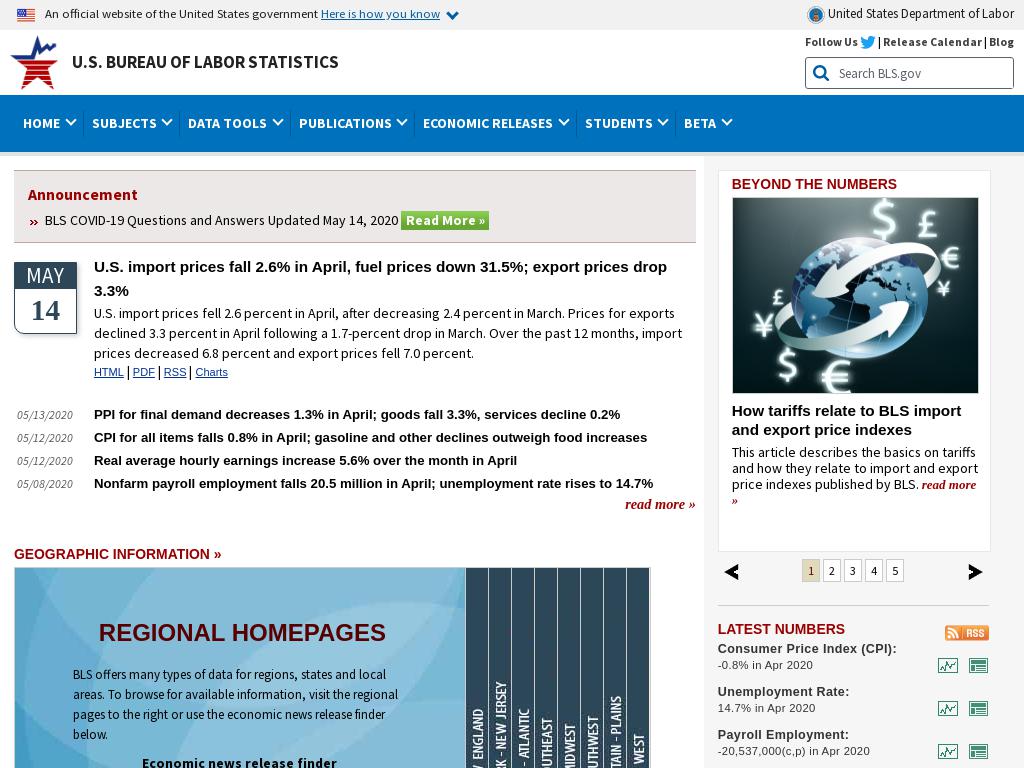 An official website of the United States government Here is how you know
United States Department of Labor
U.S. BUREAU OF LABOR STATISTICS
Follow Us | Release Calendar | Blog
Search BLS.gov
HOME SUBJECTS DATA TOOLS PUBLICATIONS ECONOMIC RELEASES STUDENTS BETA
Announcement
» BLS COVID-19 Questions and Answers Updated May 14, 2020 Read More »
MAY
14
U.S. import prices fall 2.6% in April, fuel prices down 31.5%; export prices drop
3.3%
U.S. import prices fell 2.6 percent in April, after decreasing 2.4 percent in March. Prices for exports
declined 3.3 percent in April following a 1.7-percent drop in March. Over the past 12 months, import
prices decreased 6.8 percent and export prices fell 7.0 percent.
HTML | PDF | RSS | Charts
05/13/2020 PPI for final demand decreases 1.3% in April; goods fall 3.3%, services decline 0.2%
05/12/2020 CPI for all items falls 0.8% in April; gasoline and other declines outweigh food increases
05/12/2020 Real average hourly earnings increase 5.6% over the month in April
05/08/2020 Nonfarm payroll employment falls 20.5 million in April; unemployment rate rises to 14.7%
read more »
GEOGRAPHIC INFORMATION »
REGIONAL HOMEPAGES
BLS offers many types of data for regions, states and local
areas. To browse for available information, visit the regional
pages to the right or use the economic news release finder
below.
Economic news release finder
ENGLAND
- NEW JERSEY
- ATLANTIC
MIDWEST
- PLAINS
WEST
BEYOND THE NUMBERS
$ £ € ¥ £ ¥ $ €
How tariffs relate to BLS import
and export price indexes
This article describes the basics on tariffs
and how they relate to import and export
price indexes published by BLS. read more
»
1 2 3 4 5
LATEST NUMBERS
RSS
Consumer Price Index (CPI):
-0.8% in Apr 2020
Unemployment Rate:
14.7% in Apr 2020
Payroll Employment:
-20,537,000(c,p) in Apr 2020